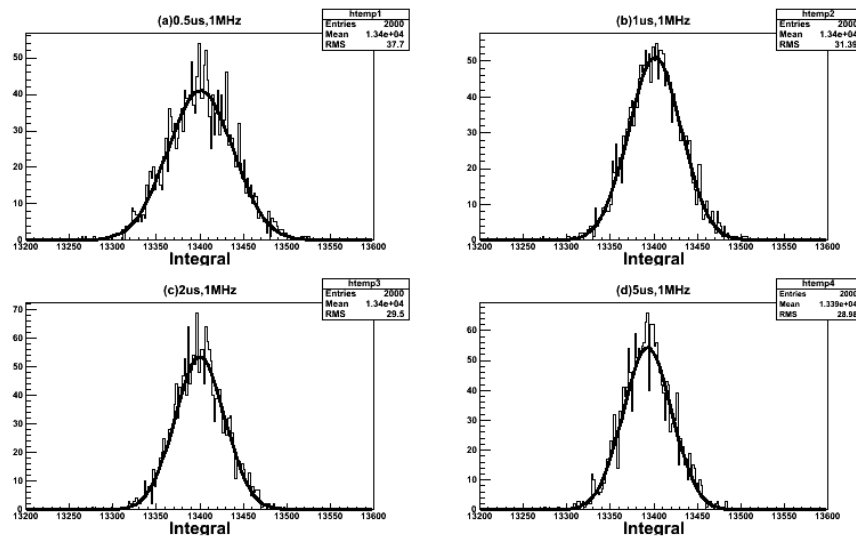 (a)0.5us,1MHz
htemp1
Entries 2000
Mean 1.34e+04
RMS 37.7
50
40
30
20
10
0
13200 13250 13300 13350 13400 13450 13500 13550 13600
Integral
(b)1us,1MHz
htemp2
Entries 2000
Mean 1.34e+04
RMS 31.39
50
40
30
20
10
0
13200 13250 13300 13350 13400 13450 13500 13550 13600
Integral
(c)2us,1MHz
htemp3
Entries 2000
Mean 1.34e+04
RMS 29.5
70
60
50
40
30
20
10
0
13200 13250 13300 13350 13400 13450 13500 13550 13600
Integral
(d)5us,1MHz
htemp4
Entries 2000
Mean 1.339e+04
RMS 28.98
60
50
40
30
20
10
0
13200 13250 13300 13350 13400 13450 13500 13550 13600
Integral